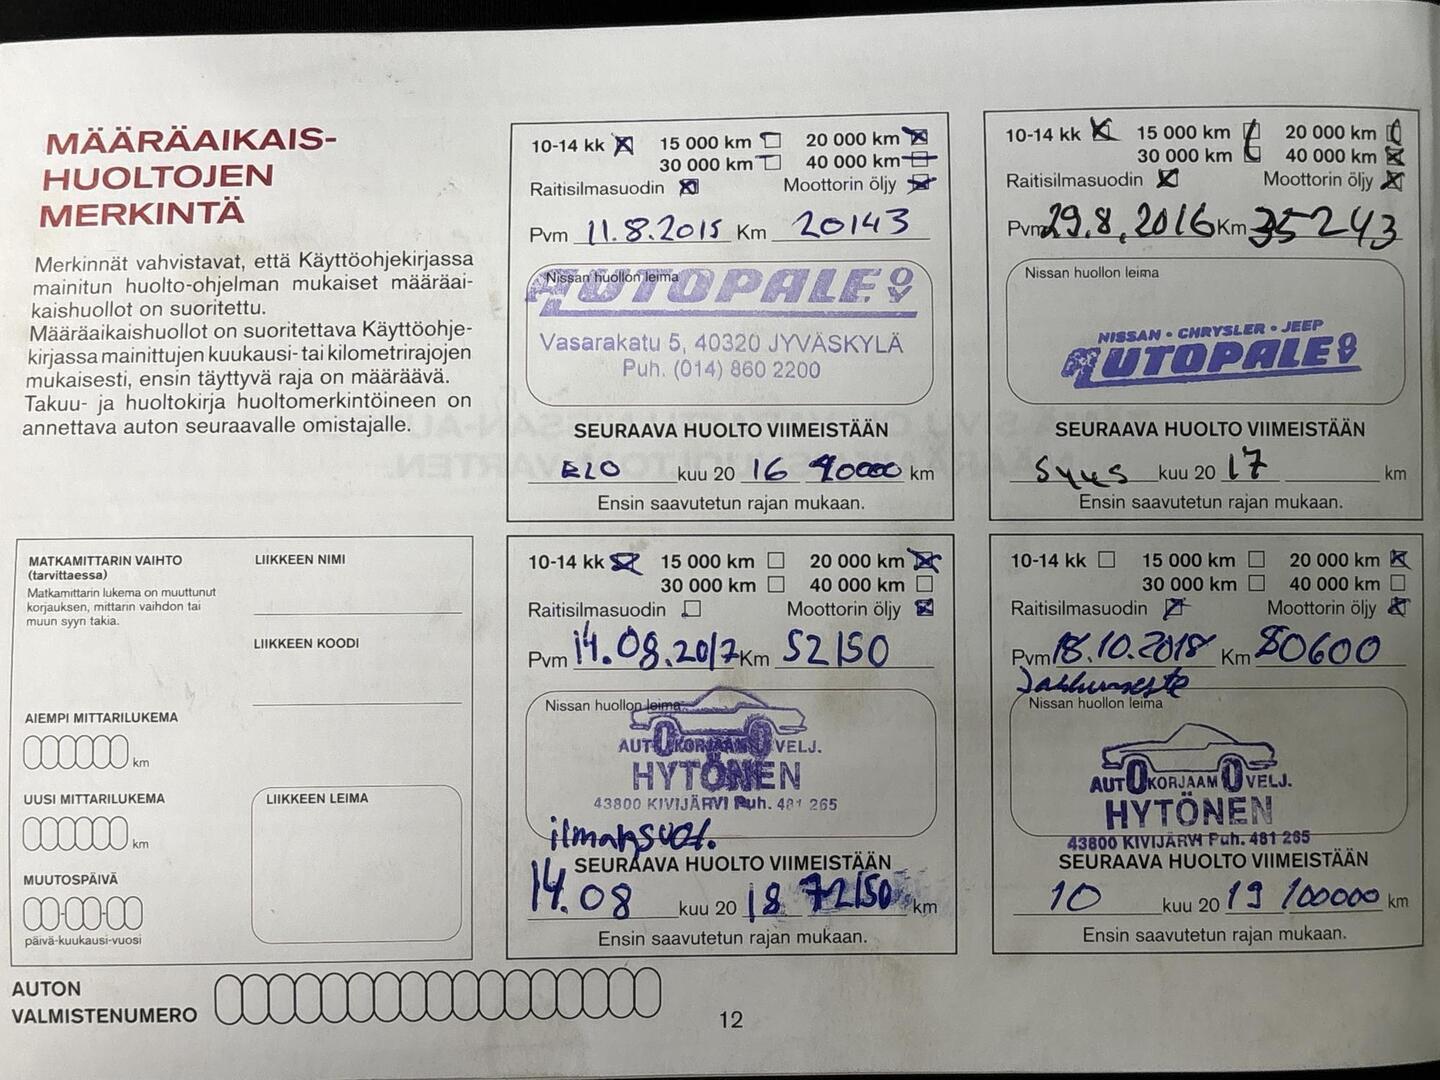 MÄÄRÄAIKAIS-
HUOLTOJEN
MERKINTÄ
Merkinnät vahvistavat, että Käyttöohjekirjassa
mainitun huolto-ohjelman mukaiset määräai-
kaishuollot on suoritettu.
Määräaikaishuollot on suoritettava Käyttöohje-
kirjassa mainittujen kuukausi- tai kilometrirajojen
mukaisesti, ensin täyttyvä raja on määräävä.
Takuu- ja huoltokirja huoltomerkintöineen on
annettava auton seuraavalle omistajalle.
10-14 kk 15 000 km 20 000 km
30 000 km 40 000 km
Raitisilmasuodin Moottorin öljy
Pvm 11.8.2015 Km 20143
Nissan huollon leima
AUTOPALE OY
Vasarakatu 5, 40320 JYVÄSKYLÄ
Puh. (014) 860 2200
SEURAAVA HUOLTO VIIMEISTÄÄN
ELO kuu 20 16 40000 km
Ensin saavutetun rajan mukaan.
10-14 kk 15 000 km 20 000 km
30 000 km 40 000 km
Raitisilmasuodin Moottorin öljy
Pvm 29.8.2016 Km 35243
Nissan huollon leima
NISSAN • CHRYSLER • JEEP
AUTOPALE OY
SEURAAVA HUOLTO VIIMEISTÄÄN
Syys kuu 20 17 km
Ensin saavutetun rajan mukaan.
MATKAMITTARIN VAIHTO
(tarvittaessa)
Matkamittarin lukema on muuttunut
korjauksen, mittarin vaihdon tai
muun syyn takia.
LIIKKEEN NIMI
LIIKKEEN KOODI
AIEMPI MITTARILUKEMA
km
UUSI MITTARILUKEMA
km
MUUTOSPÄIVÄ
päivä-kuukausi-vuosi
LIIKKEEN LEIMA
10-14 kk 15 000 km 20 000 km
30 000 km 40 000 km
Raitisilmasuodin Moottorin öljy
Pvm 14.08.2017 Km 52150
Nissan huollon leima
AUTOKORJAAMO VELJ.
HYTÖNEN
43800 KIVIJÄRVI Puh. 481 265
ilmansuod.
SEURAAVA HUOLTO VIIMEISTÄÄN
14.08 kuu 20 18 72150 km
Ensin saavutetun rajan mukaan.
10-14 kk 15 000 km 20 000 km
30 000 km 40 000 km
Raitisilmasuodin Moottorin öljy
Pvm 18.10.2018 Km 80600
Jakkuneste
Nissan huollon leima
AUTOKORJAAMO VELJ.
HYTÖNEN
43800 KIVIJÄRVI Puh. 481 265
SEURAAVA HUOLTO VIIMEISTÄÄN
10 kuu 20 19 100000 km
Ensin saavutetun rajan mukaan.
AUTON
VALMISTENUMERO
12